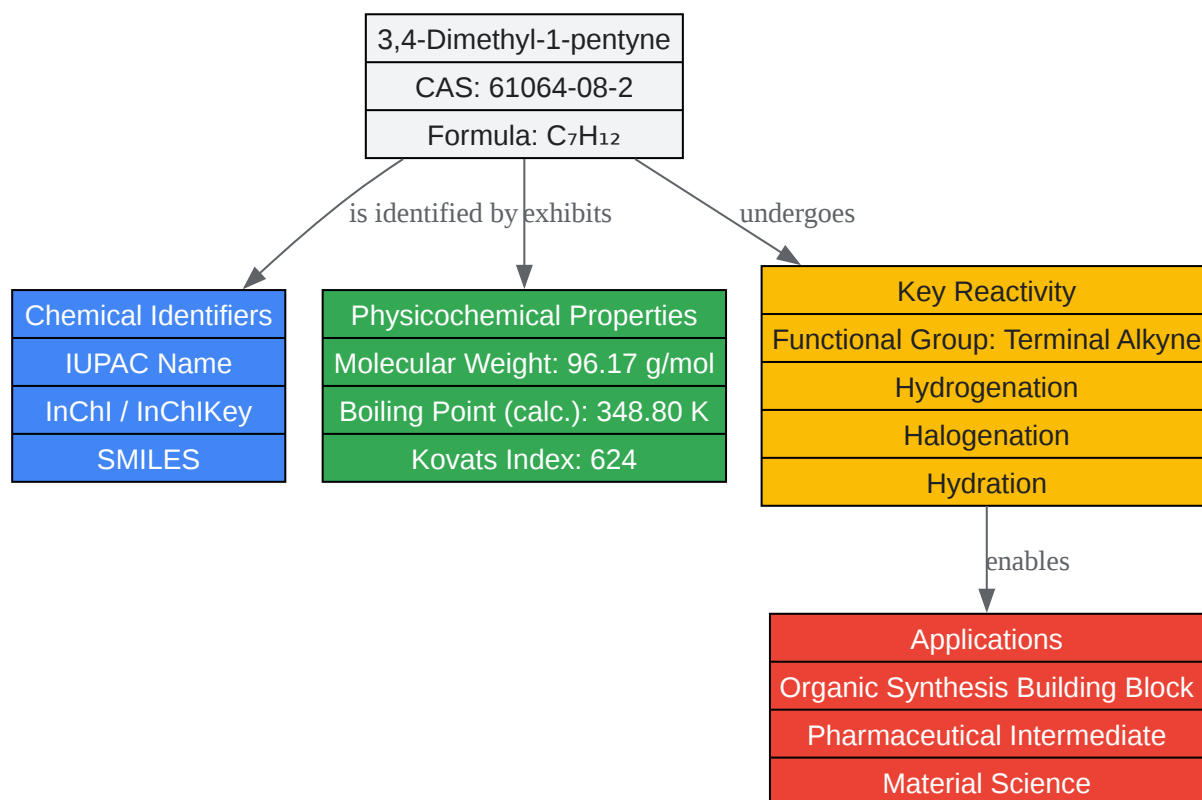 3,4-Dimethyl-1-pentyne
CAS: 61064-08-2
Formula: C₇H₁₂
is identified by
exhibits
undergoes
Chemical Identifiers
IUPAC Name
InChI / InChIKey
SMILES
Physicochemical Properties
Molecular Weight: 96.17 g/mol
Boiling Point (calc.): 348.80 K
Kovats Index: 624
Key Reactivity
Functional Group: Terminal Alkyne
Hydrogenation
Halogenation
Hydration
enables
Applications
Organic Synthesis Building Block
Pharmaceutical Intermediate
Material Science